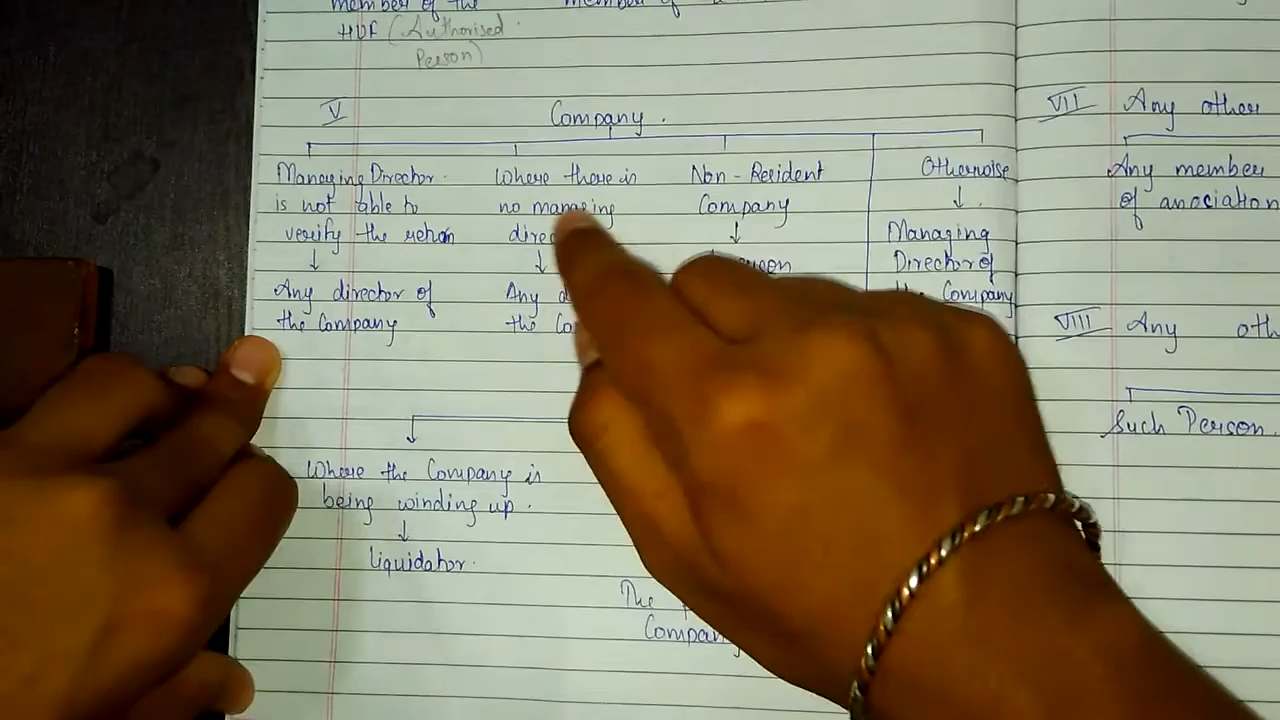 member of the
member of
HUF (Authorised
Person)
V
Company.
Managing Director
is not able to
verify the return
Any director of
the Company
Where there is
no managing
Any
the
Non-Resident
Company
Otherwise
Managing
Director of
the Company
Where the Company is
being winding up.
liquidator.
The
Company
VII Any other
Any member
of association
VIII Any
Such Person.